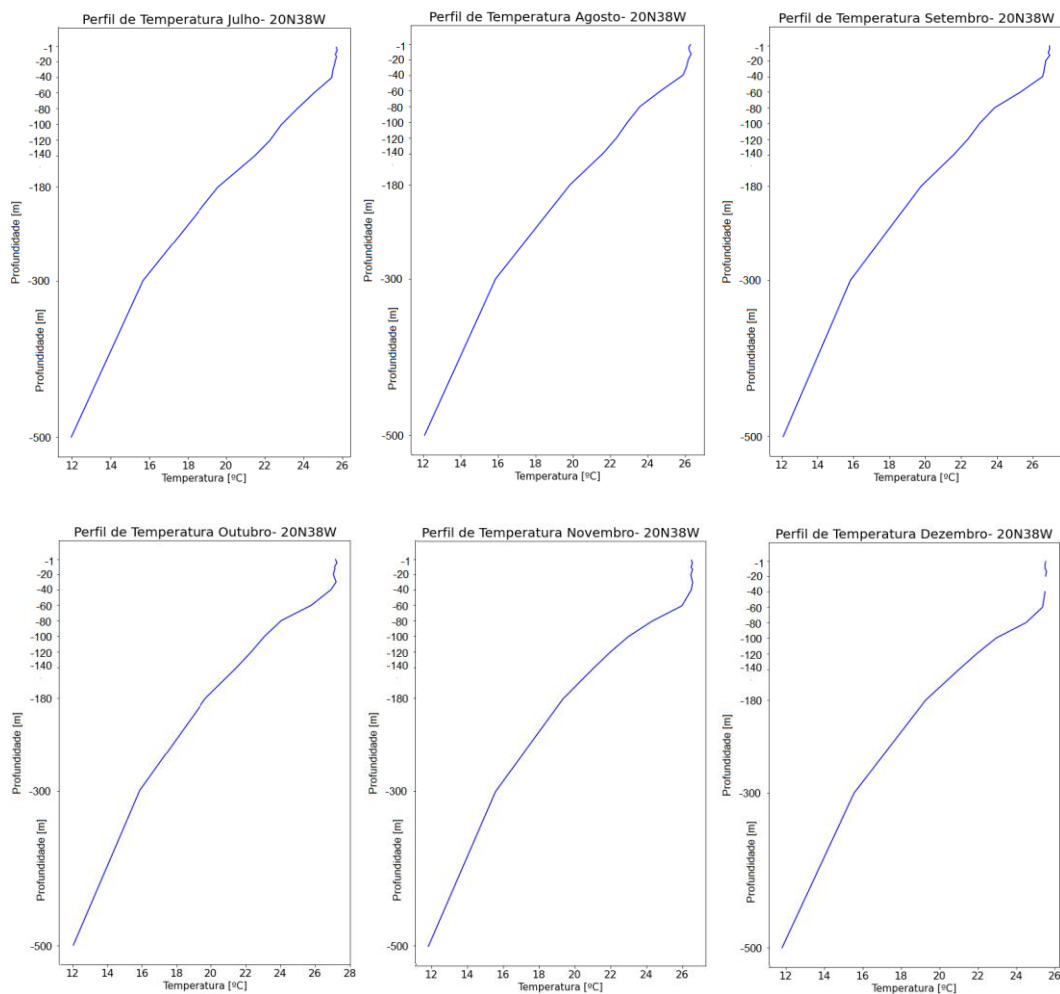 Perfil de Temperatura Julho- 20N38W
-1
-20
-40
-60
-80
-100
-120
-140
-180
-300
-500
Profundidade [m]
Profundidade [m]
12 14 16 18 20 22 24 26
Temperatura [ºC]
Perfil de Temperatura Agosto- 20N38W
-1
-20
-40
-60
-80
-100
-120
-140
-180
-300
-500
Profundidade [m]
Profundidade [m]
12 14 16 18 20 22 24 26
Temperatura [ºC]
Perfil de Temperatura Setembro- 20N38W
-1
-20
-40
-60
-80
-100
-120
-140
-180
-300
-500
Profundidade [m]
Profundidade [m]
12 14 16 18 20 22 24 26
Temperatura [ºC]
Perfil de Temperatura Outubro- 20N38W
-1
-20
-40
-60
-80
-100
-120
-140
-180
-300
-500
Profundidade [m]
Profundidade [m]
12 14 16 18 20 22 24 26 28
Temperatura [ºC]
Perfil de Temperatura Novembro- 20N38W
-1
-20
-40
-60
-80
-100
-120
-140
-180
-300
-500
Profundidade [m]
Profundidade [m]
12 14 16 18 20 22 24 26
Temperatura [ºC]
Perfil de Temperatura Dezembro- 20N38W
-1
-20
-40
-60
-80
-100
-120
-140
-180
-300
-500
Profundidade [m]
Profundidade [m]
12 14 16 18 20 22 24 26
Temperatura [ºC]